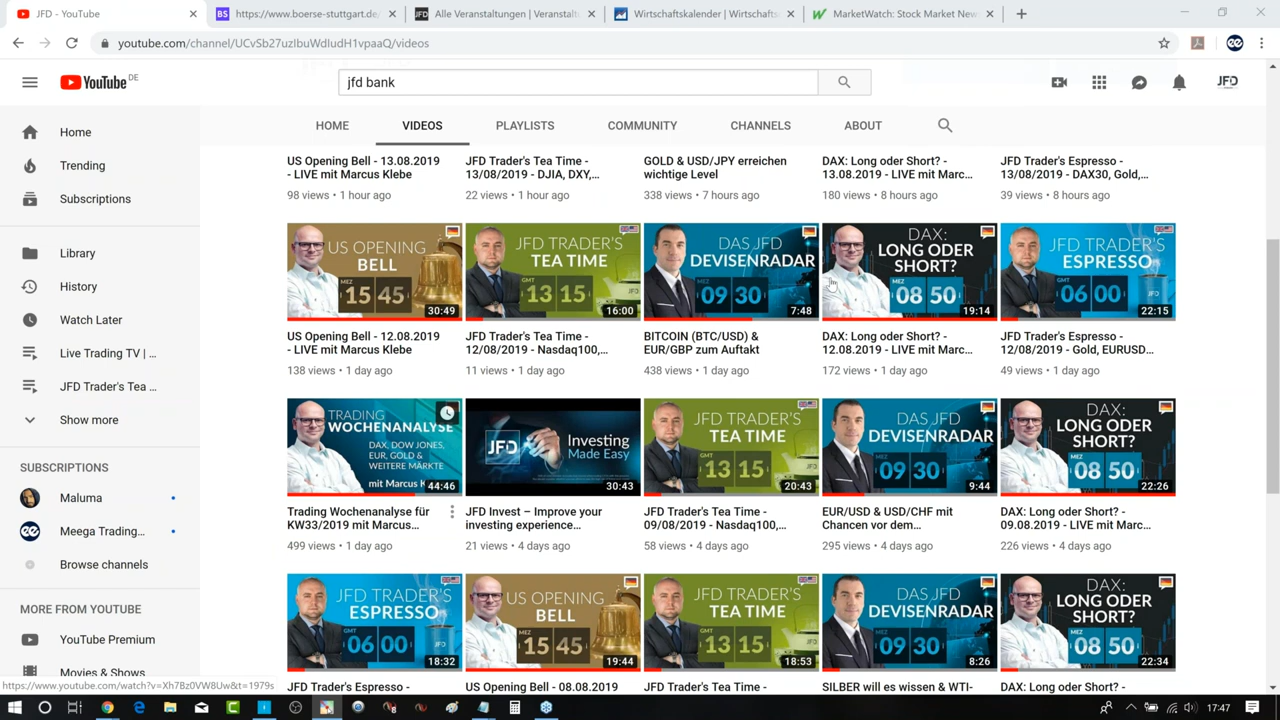 JFD - YouTube
https://www.boerse-stuttgart.de/
Alle Veranstaltungen | Veranstalt
Wirtschaftskalender | Wirtschafts
MarketWatch: Stock Market New
youtube.com/channel/UCvSb27uzIbuWdIudH1vpaaQ/videos
YouTube DE
jfd bank
JFD
HOME VIDEOS PLAYLISTS COMMUNITY CHANNELS ABOUT
Home
Trending
Subscriptions
Library
History
Watch Later
Live Trading TV | ...
JFD Trader's Tea ...
Show more
SUBSCRIPTIONS
Maluma
Meega Trading...
Browse channels
MORE FROM YOUTUBE
YouTube Premium
Movies & Shows
US Opening Bell - 13.08.2019
- LIVE mit Marcus Klebe
98 views • 1 hour ago
JFD Trader's Tea Time -
13/08/2019 - DJIA, DXY,...
22 views • 1 hour ago
GOLD & USD/JPY erreichen
wichtige Level
338 views • 7 hours ago
DAX: Long oder Short? -
13.08.2019 - LIVE mit Marc...
180 views • 8 hours ago
JFD Trader's Espresso -
13/08/2019 - DAX30, Gold,...
39 views • 8 hours ago
US OPENING
BELL
MEZ 15 45
30:49
US Opening Bell - 12.08.2019
- LIVE mit Marcus Klebe
138 views • 1 day ago
JFD TRADER'S
TEA TIME
GMT 13 15
JFD
16:00
JFD Trader's Tea Time -
12/08/2019 - Nasdaq100,...
11 views • 1 day ago
DAS JFD
DEVISENRADAR
MEZ 09 30
7:48
BITCOIN (BTC/USD) &
EUR/GBP zum Auftakt
438 views • 1 day ago
DAX:
LONG ODER
SHORT?
MEZ 08 50
19:14
DAX: Long oder Short? -
12.08.2019 - LIVE mit Marc...
172 views • 1 day ago
JFD TRADER'S
ESPRESSO
GMT 06 00
JFD
22:15
JFD Trader's Espresso -
12/08/2019 - Gold, EURUSD...
49 views • 1 day ago
TRADING
WOCHENANALYSE
DAX, DOW JONES,
EUR, GOLD &
WEITERE MÄRKTE
mit Marcus K
44:46
Trading Wochenanalyse für
KW33/2019 mit Marcus...
499 views • 1 day ago
JFD
Investing
Made Easy
30:43
JFD Invest – Improve your
investing experience...
21 views • 4 days ago
JFD TRADER'S
TEA TIME
GMT 13 15
20:43
JFD Trader's Tea Time -
09/08/2019 - Nasdaq100,...
58 views • 4 days ago
DAS JFD
DEVISENRADAR
MEZ 09 30
9:44
EUR/USD & USD/CHF mit
Chancen vor dem...
295 views • 4 days ago
DAX:
LONG ODER
SHORT?
MEZ 08 50
22:26
DAX: Long oder Short? -
09.08.2019 - LIVE mit Marc...
226 views • 4 days ago
JFD TRADER'S
ESPRESSO
GMT 06 00
JFD
18:32
JFD Trader's Espresso -
US OPENING
BELL
MEZ 15 45
19:44
US Opening Bell - 08.08.2019
JFD TRADER'S
TEA TIME
GMT 13 15
18:53
JFD Trader's Tea Time -
DAS JFD
DEVISENRADAR
MEZ 09 30
8:26
SILBER will es wissen & WTI-
DAX:
LONG ODER
SHORT?
MEZ 08 50
22:34
DAX: Long oder Short? -
https://www.youtube.com/watch?v=Xh7Bz0VW8Uw&t=1979s
17:47